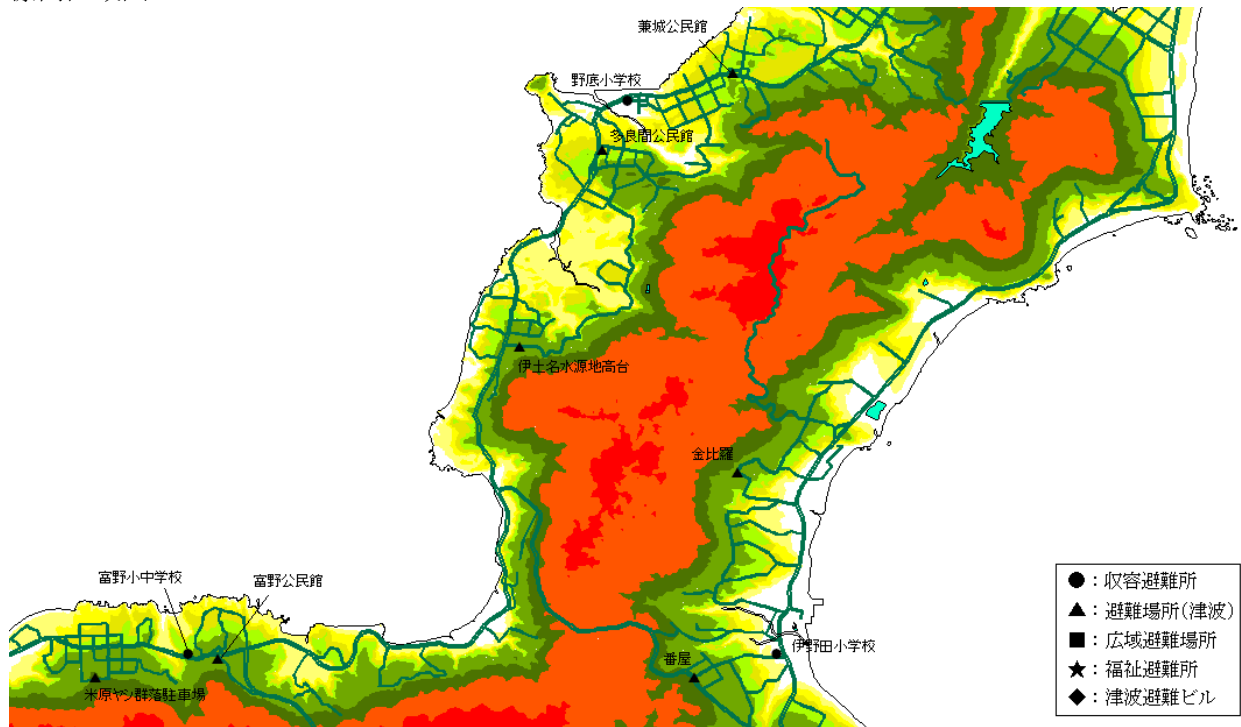 兼城公民館
野底小学校
多良間公民館
伊土名水源地高台
金比羅
富野小中学校
富野公民館
米原ヤシ群落駐車場
番屋
伊野田小学校
●：収容避難所
▲：避難場所(津波)
■：広域避難場所
★：福祉避難所
◆：津波避難ビル